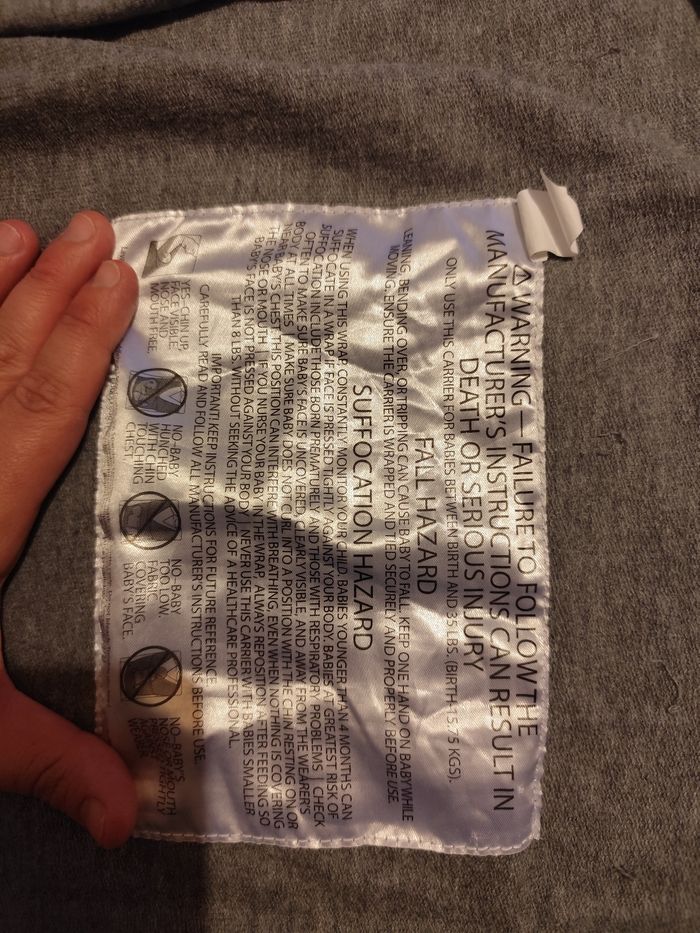 ⚠WARNING — FAILURE TO FOLLOW THE
MANUFACTURER'S INSTRUCTIONS CAN RESULT IN
DEATH OR SERIOUS INJURY
ONLY USE THIS CARRIER FOR BABIES BETWEEN BIRTH AND 35 LBS. (BIRTH - 15.75 KGS).
FALL HAZARD
LEANING, BENDING OVER, OR TRIPPING CAN CAUSE BABY TO FALL. KEEP ONE HAND ON BABY WHILE
MOVING. ENSURE THE CARRIER IS WRAPPED AND TIED SECURELY AND PROPERLY BEFORE USE.
SUFFOCATION HAZARD
WHEN USING THIS WRAP, CONSTANTLY MONITOR YOUR CHILD. BABIES YOUNGER THAN 4 MONTHS CAN
SUFFOCATE IN A WRAP IF FACE IS PRESSED TIGHTLY AGAINST YOUR BODY. BABIES AT GREATEST RISK OF
SUFFOCATION INCLUDE THOSE BORN PREMATURELY AND THOSE WITH RESPIRATORY PROBLEMS. | CHECK
OFTEN TO MAKE SURE BABY'S FACE IS UNCOVERED, CLEARLY VISIBLE, AND AWAY FROM THE WEARER'S
BODY AT ALL TIMES. | MAKE SURE BABY DOES NOT CURL INTO A POSITION WITH THE CHIN RESTING ON OR
NEAR BABY'S CHEST. THIS POSITION CAN INTERFERE WITH BREATHING, EVEN WHEN NOTHING IS COVERING
THE NOSE OR MOUTH. | IF YOU NURSE YOUR BABY IN THE WRAP, ALWAYS REPOSITION AFTER FEEDING SO
BABY'S FACE IS NOT PRESSED AGAINST YOUR BODY. | NEVER USE THIS CARRIER WITH BABIES SMALLER
THAN 8 LBS. WITHOUT SEEKING THE ADVICE OF A HEALTHCARE PROFESSIONAL.
IMPORTANT! KEEP INSTRUCTIONS FOR FUTURE REFERENCE.
CAREFULLY READ AND FOLLOW ALL MANUFACTURER'S INSTRUCTIONS BEFORE USE.
YES–CHIN UP,
FACE VISIBLE,
NOSE AND
MOUTH FREE.
NO–BABY
HUNCHED
WITH CHIN
TOUCHING
CHEST.
NO–BABY
TOO LOW.
FABRIC
COVERING
BABY'S FACE.
NO–BABY'S
NOSE OR MOUTH
PRESSED TIGHTLY
AGAINST
WEARER.